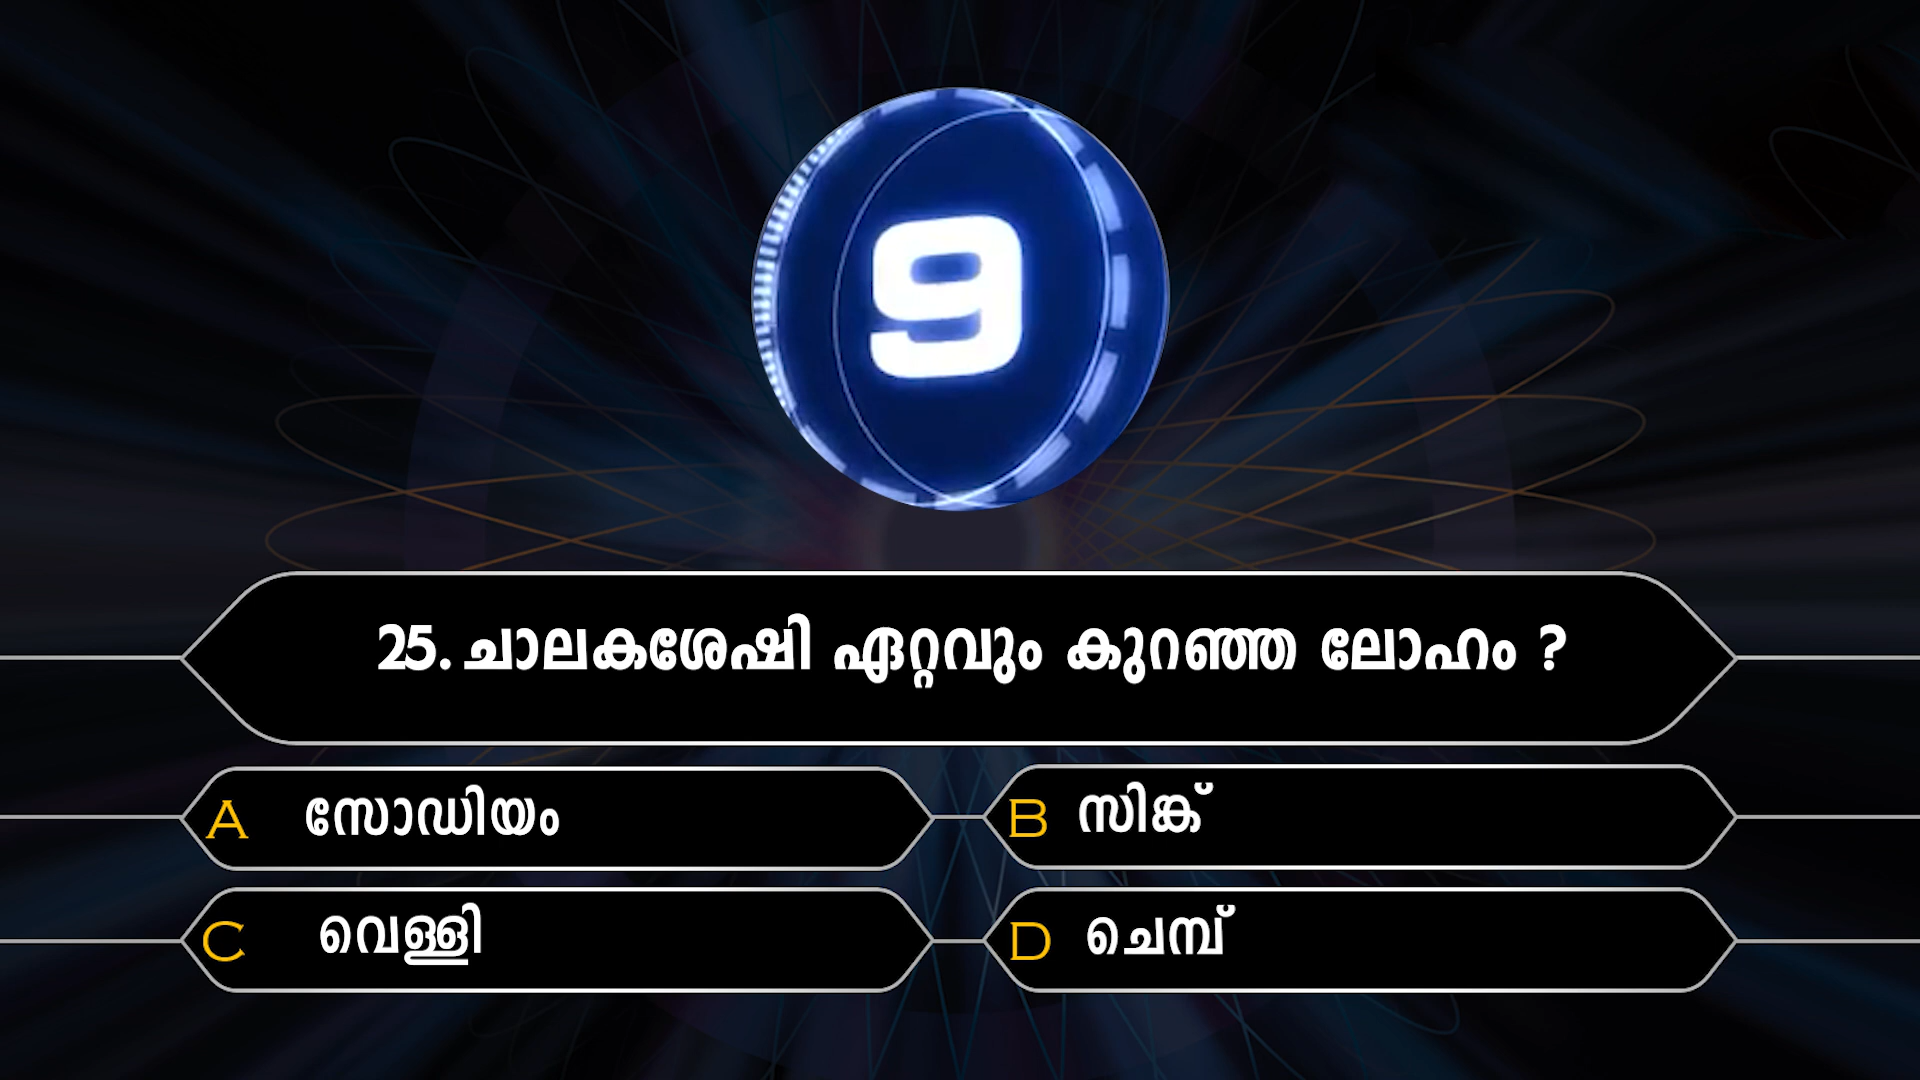 9
25. ചാലകശേഷി ഏറ്റവും കുറഞ്ഞ ലോഹം ?
A സോഡിയം
B സിങ്ക്
C വെള്ളി
D ചെമ്പ്